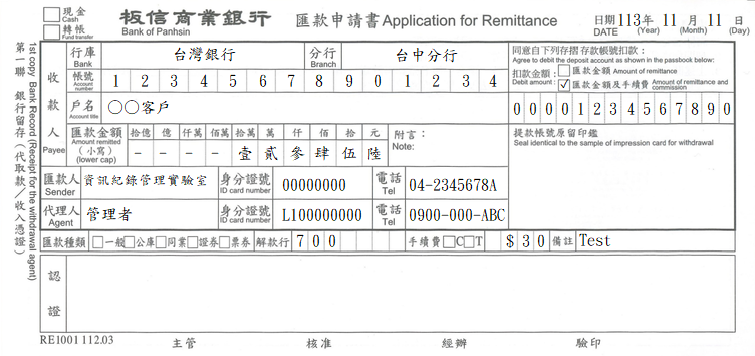 □現金 Cash
□轉帳 Fund transfer
板信商業銀行 Bank of Panhsin
匯款申請書 Application for Remittance
日期 DATE 113年(Year) 11月(Month) 11日(Day)
第一聯 銀行留存(代取款/收入憑證)
1st copy Bank Record (Receipt for the withdrawal agent)
收款人 Payee
行庫 Bank 台灣銀行 分行 Branch 台中分行
帳號 Account number 1 2 3 4 5 6 7 8 9 0 1 2 3 4
戶名 Account title ○○客戶
匯款金額 Amount remitted (小寫) (lower cap)
拾億 億 仟萬 佰萬 拾萬 萬 仟 佰 拾 元
- - - - 壹 貳 參 肆 伍 陸
附言: Note:
同意自下列存摺存款帳號扣款:
Agree to debit the deposit account as shown in the passbook below:
扣款金額: Debit amount:
□匯款金額 Amount of remittance
☑匯款金額及手續費 Amount of remittance and commission
0 0 0 0 1 2 3 4 5 6 7 8 9 0
提款帳號原留印鑑
Seal identical to the sample of impression card for withdrawal
匯款人 Sender 資訊紀錄管理實驗室 身分證號 ID card number 00000000 電話 Tel 04-2345678A
代理人 Agent 管理者 身分證號 ID card number L100000000 電話 Tel 0900-000-ABC
匯款種類 □一般□公庫□同業□證券□票券 解款行 7 0 0 手續費□C□T $30 備註 Test
認證
RE1001 112.03
主管 核准 經辦 驗印